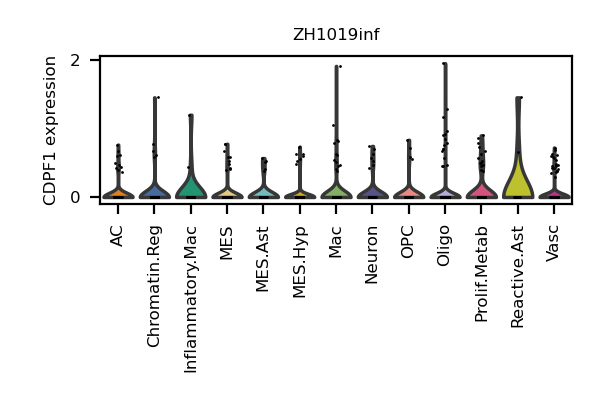 ZH1019inf
CDPF1 expression
2
0
AC
Chromatin.Reg
Inflammatory.Mac
MES
MES.Ast
MES.Hyp
Mac
Neuron
OPC
Oligo
Prolif.Metab
Reactive.Ast
Vasc